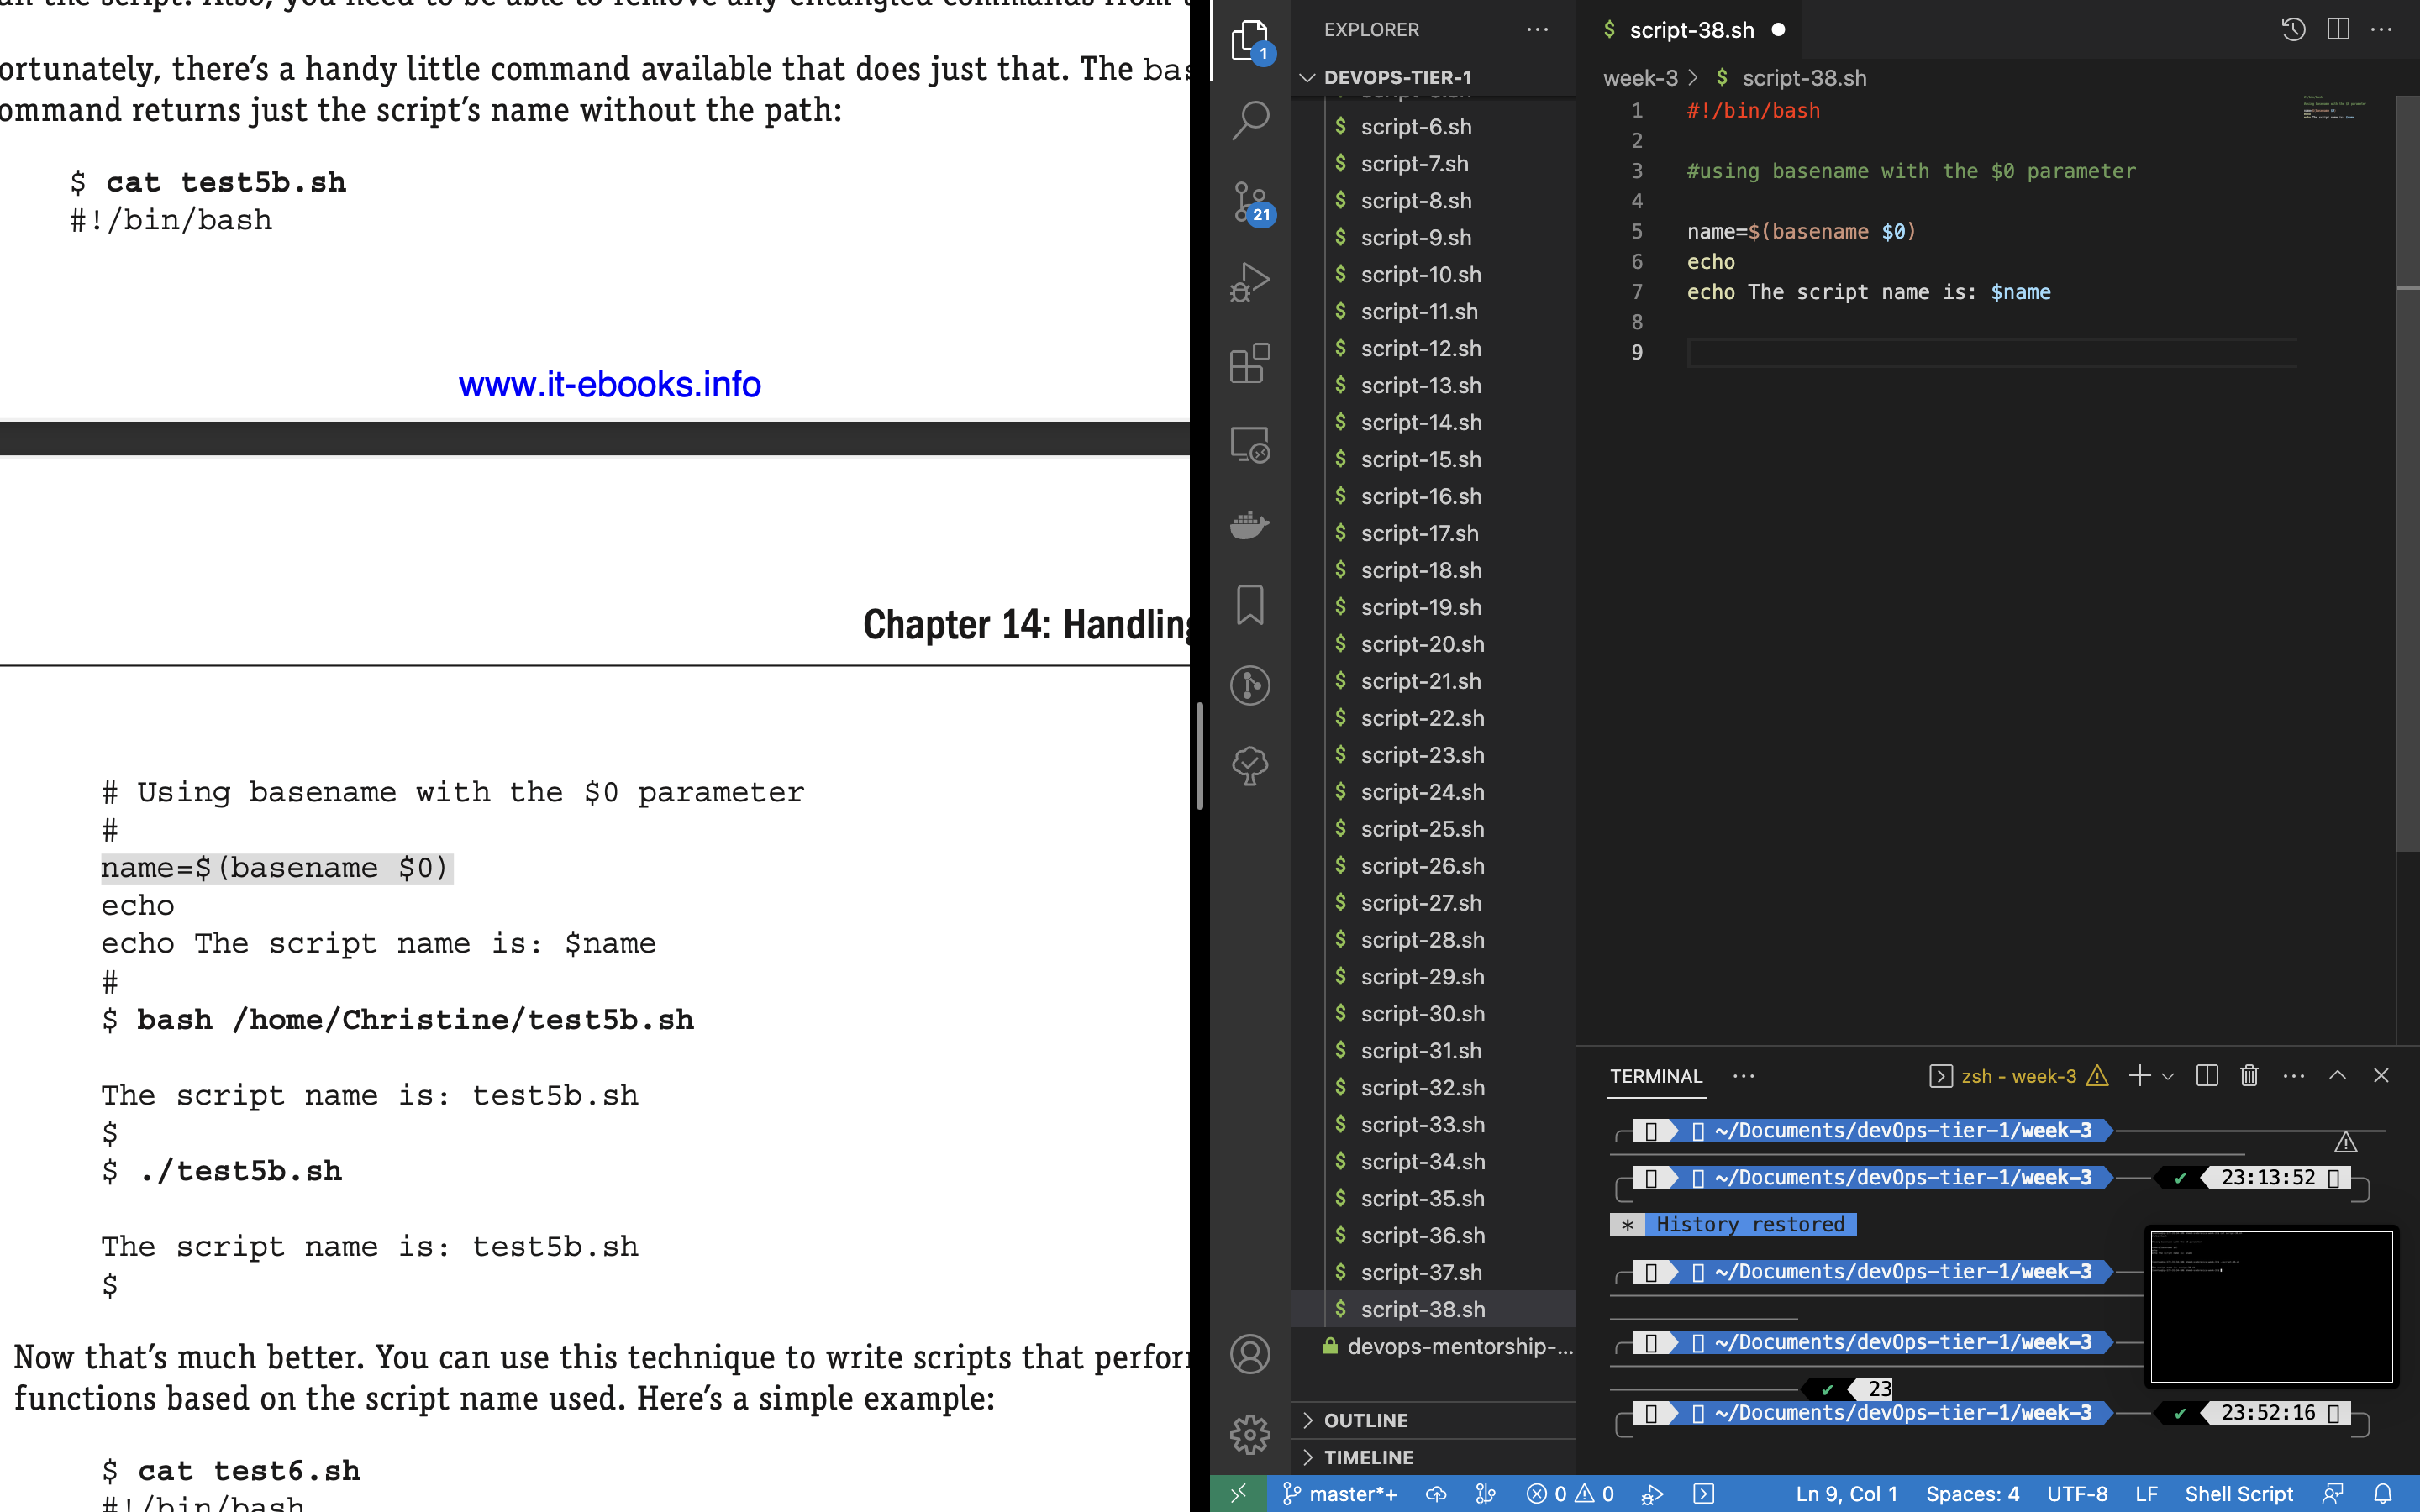 ortunately, there's a handy little command available that does just that. The bas
ommand returns just the script's name without the path:
$ cat test5b.sh
#!/bin/bash
www.it-ebooks.info
Chapter 14: Handling
# Using basename with the $0 parameter
#
name=$(basename $0)
echo
echo The script name is: $name
#
$ bash /home/Christine/test5b.sh
The script name is: test5b.sh
$
$ ./test5b.sh
The script name is: test5b.sh
$
Now that's much better. You can use this technique to write scripts that perform
functions based on the script name used. Here's a simple example:
$ cat test6.sh
#!/bin/bash
1
21
EXPLORER
DEVOPS-TIER-1
$ script-6.sh
$ script-7.sh
$ script-8.sh
$ script-9.sh
$ script-10.sh
$ script-11.sh
$ script-12.sh
$ script-13.sh
$ script-14.sh
$ script-15.sh
$ script-16.sh
$ script-17.sh
$ script-18.sh
$ script-19.sh
$ script-20.sh
$ script-21.sh
$ script-22.sh
$ script-23.sh
$ script-24.sh
$ script-25.sh
$ script-26.sh
$ script-27.sh
$ script-28.sh
$ script-29.sh
$ script-30.sh
$ script-31.sh
$ script-32.sh
$ script-33.sh
$ script-34.sh
$ script-35.sh
$ script-36.sh
$ script-37.sh
$ script-38.sh
devops-mentorship-...
OUTLINE
TIMELINE
$ script-38.sh
week-3 > $ script-38.sh
1 #!/bin/bash
2
3 #using basename with the $0 parameter
4
5 name=$(basename $0)
6 echo
7 echo The script name is: $name
8
9
TERMINAL
zsh - week-3
~/Documents/devOps-tier-1/week-3
~/Documents/devOps-tier-1/week-3 ✔ 23:13:52
* History restored
~/Documents/devOps-tier-1/week-3
~/Documents/devOps-tier-1/week-3
✔ 23
~/Documents/devOps-tier-1/week-3 ✔ 23:52:16
master*+ 0 0 Ln 9, Col 1 Spaces: 4 UTF-8 LF Shell Script